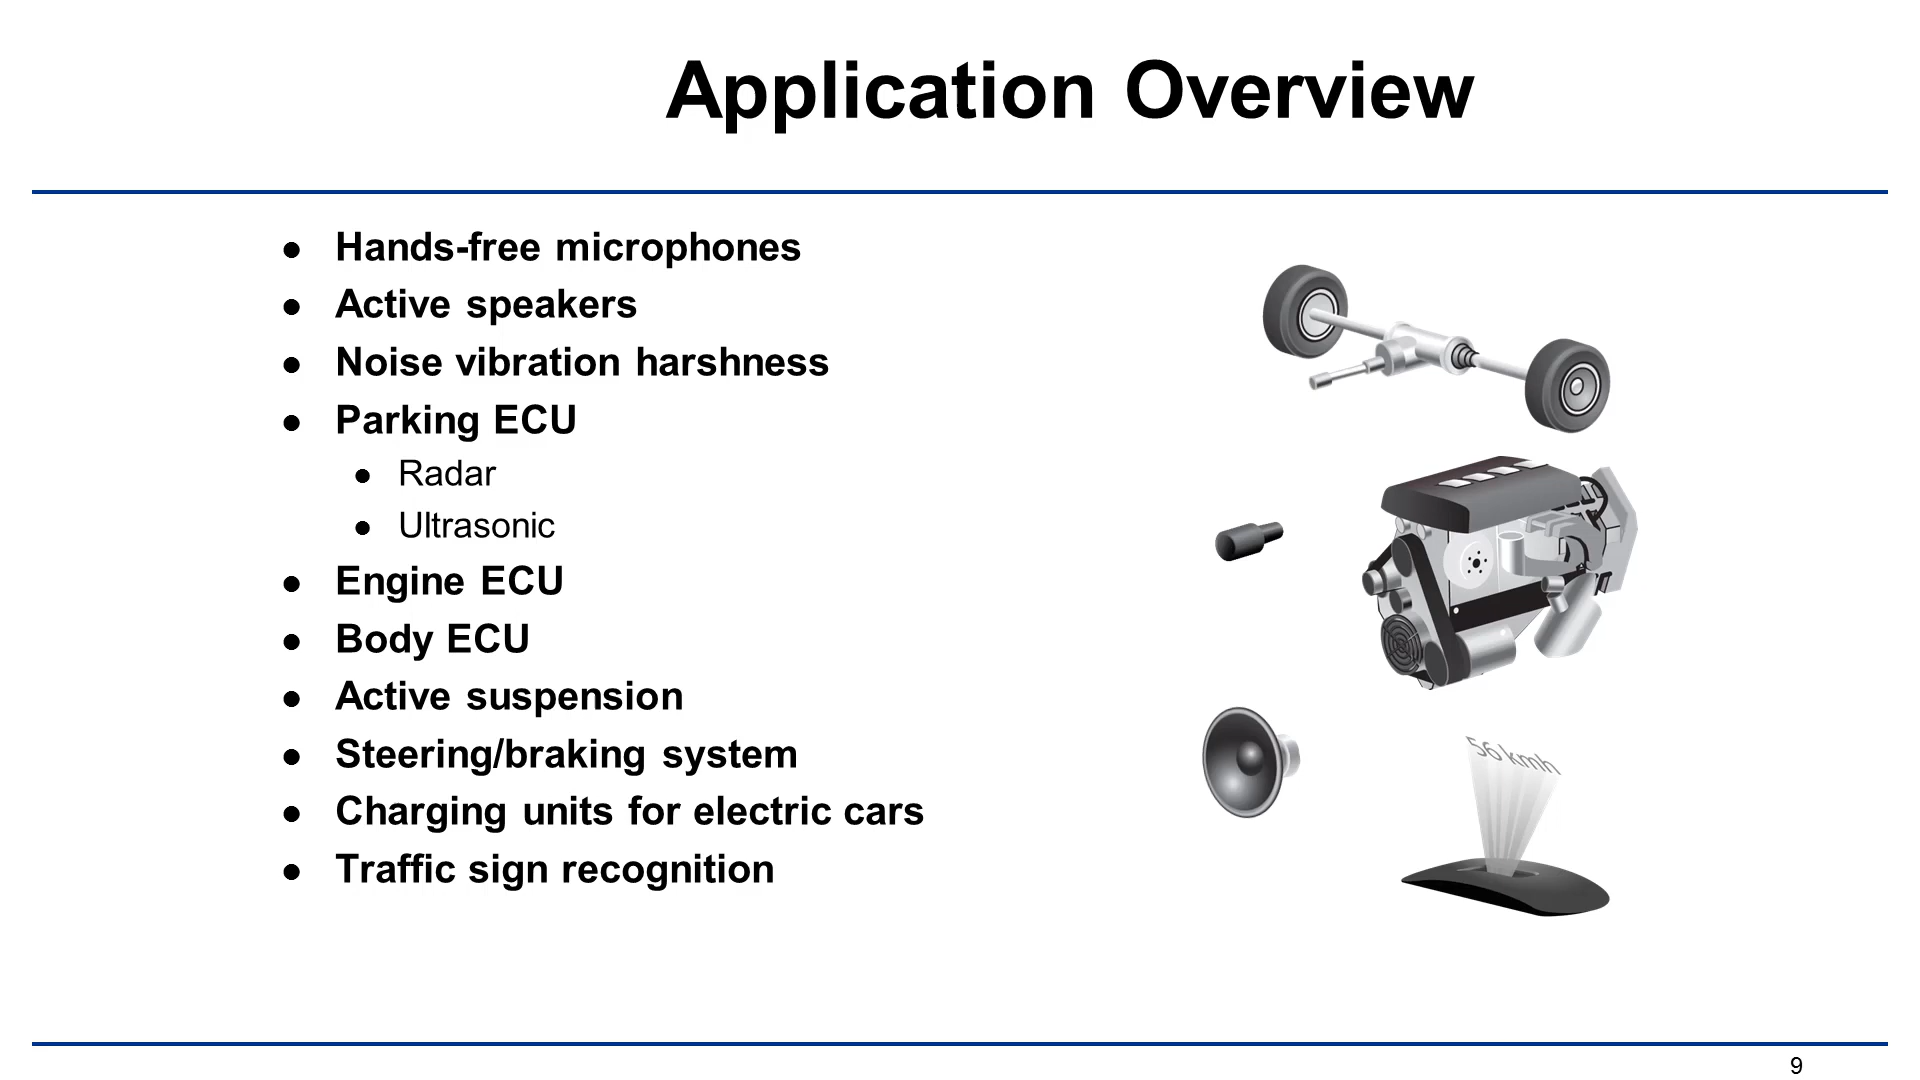 Application Overview
● Hands-free microphones
● Active speakers
● Noise vibration harshness
● Parking ECU
● Radar
● Ultrasonic
● Engine ECU
● Body ECU
● Active suspension
● Steering/braking system
● Charging units for electric cars
● Traffic sign recognition
56 kmh
9